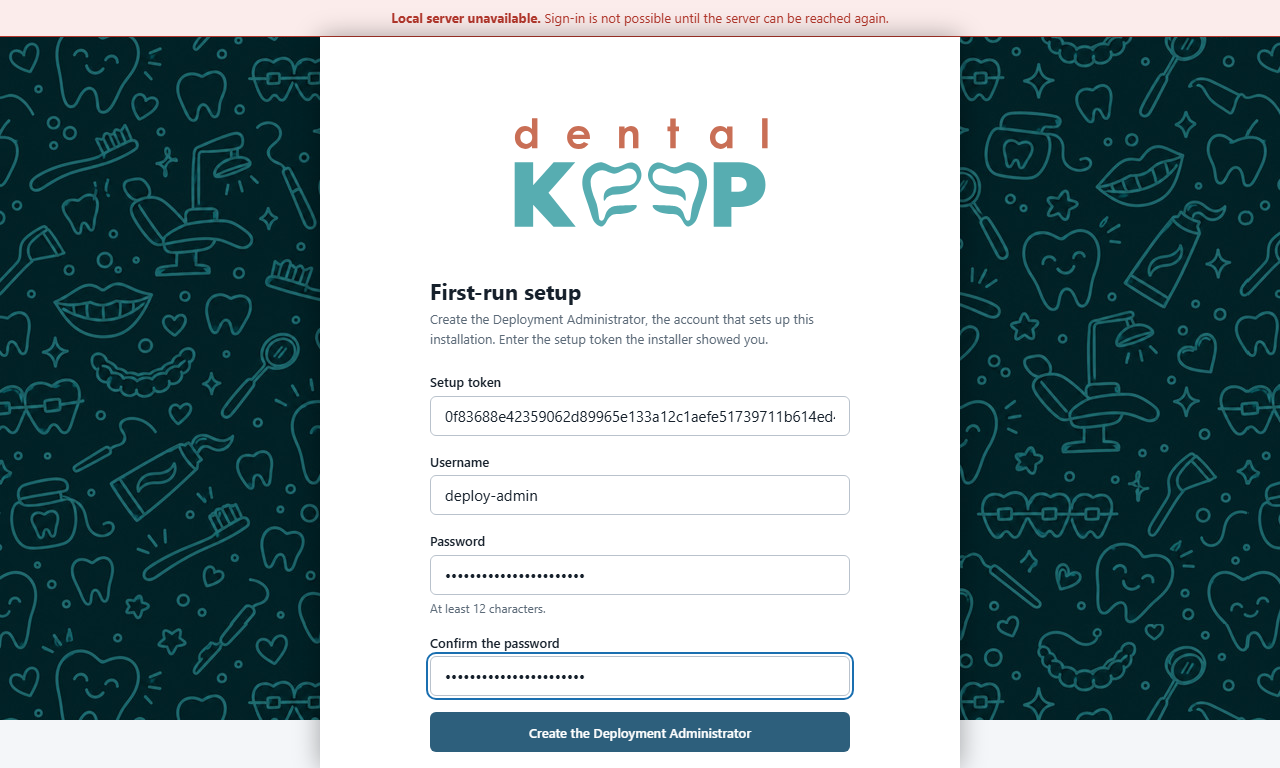 Local server unavailable. Sign-in is not possible until the server can be reached again.
dental
KEEP
First-run setup
Create the Deployment Administrator, the account that sets up this
installation. Enter the setup token the installer showed you.
Setup token
0f83688e42359062d89965e133a12c1aefe51739711b614ed
Username
deploy-admin
Password
•••••••••••••••••••••••
At least 12 characters.
Confirm the password
•••••••••••••••••••••••
Create the Deployment Administrator